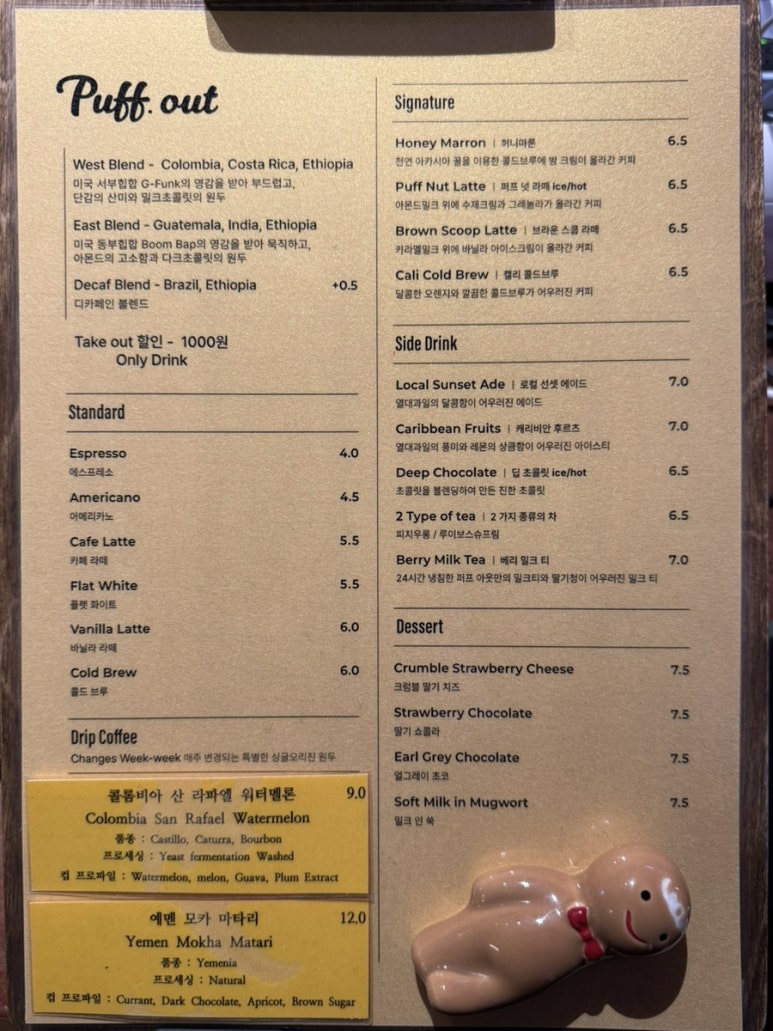 Puff. out
West Blend - Colombia, Costa Rica, Ethiopia
미국 서부힙합 G-Funk의 영감을 받아 부드럽고,
단감의 산미와 밀크초콜릿의 원두
East Blend - Guatemala, India, Ethiopia
미국 동부힙합 Boom Bap의 영감을 받아 묵직하고,
아몬드의 고소함과 다크초콜릿의 원두
Decaf Blend - Brazil, Ethiopia +0.5
디카페인 블렌드
Take out 할인 - 1000원
Only Drink
Standard
Espresso 4.0
에스프레소
Americano 4.5
아메리카노
Cafe Latte 5.5
카페 라떼
Flat White 5.5
플랫 화이트
Vanilla Latte 6.0
바닐라 라떼
Cold Brew 6.0
콜드 브루
Drip Coffee
Changes Week-week 매주 변경되는 특별한 싱글오리진 원두
콜롬비아 산 라파엘 워터멜론 9.0
Colombia San Rafael Watermelon
품종 : Castillo, Caturra, Bourbon
프로세싱 : Yeast fermentation Washed
컵 프로파일 : Watermelon, melon, Guava, Plum Extract
예멘 모카 마타리 12.0
Yemen Mokha Matari
품종 : Yemenia
프로세싱 : Natural
컵 프로파일 : Currant, Dark Chocolate, Apricot, Brown Sugar
Signature
Honey Marron | 허니마론 6.5
천연 아카시아 꿀을 이용한 콜드브루에 밤 크림이 올라간 커피
Puff Nut Latte | 퍼프 넛 라떼 ice/hot 6.5
아몬드밀크 위에 수제크림과 그레놀라가 올라간 커피
Brown Scoop Latte | 브라운 스쿱 라떼 6.5
카라멜밀크 위에 바닐라 아이스크림이 올라간 커피
Cali Cold Brew | 캘리 콜드브루 6.5
달콤한 오렌지와 깔끔한 콜드브루가 어우러진 커피
Side Drink
Local Sunset Ade | 로컬 선셋 에이드 7.0
열대과일의 달콤함이 어우러진 에이드
Caribbean Fruits | 캐리비안 후르츠 7.0
열대과일의 풍미와 레몬의 상큼함이 어우러진 아이스티
Deep Chocolate | 딥 초콜릿 ice/hot 6.5
초콜릿을 블렌딩하여 만든 진한 초콜릿
2 Type of tea | 2 가지 종류의 차 6.5
피치우롱 / 루이보스슈프림
Berry Milk Tea | 베리 밀크 티 7.0
24시간 냉침한 퍼프 아웃만의 밀크티와 딸기청이 어우러진 밀크 티
Dessert
Crumble Strawberry Cheese 7.5
크럼블 딸기 치즈
Strawberry Chocolate 7.5
딸기 쇼콜라
Earl Grey Chocolate 7.5
얼그레이 초코
Soft Milk in Mugwort 7.5
밀크 인 쑥